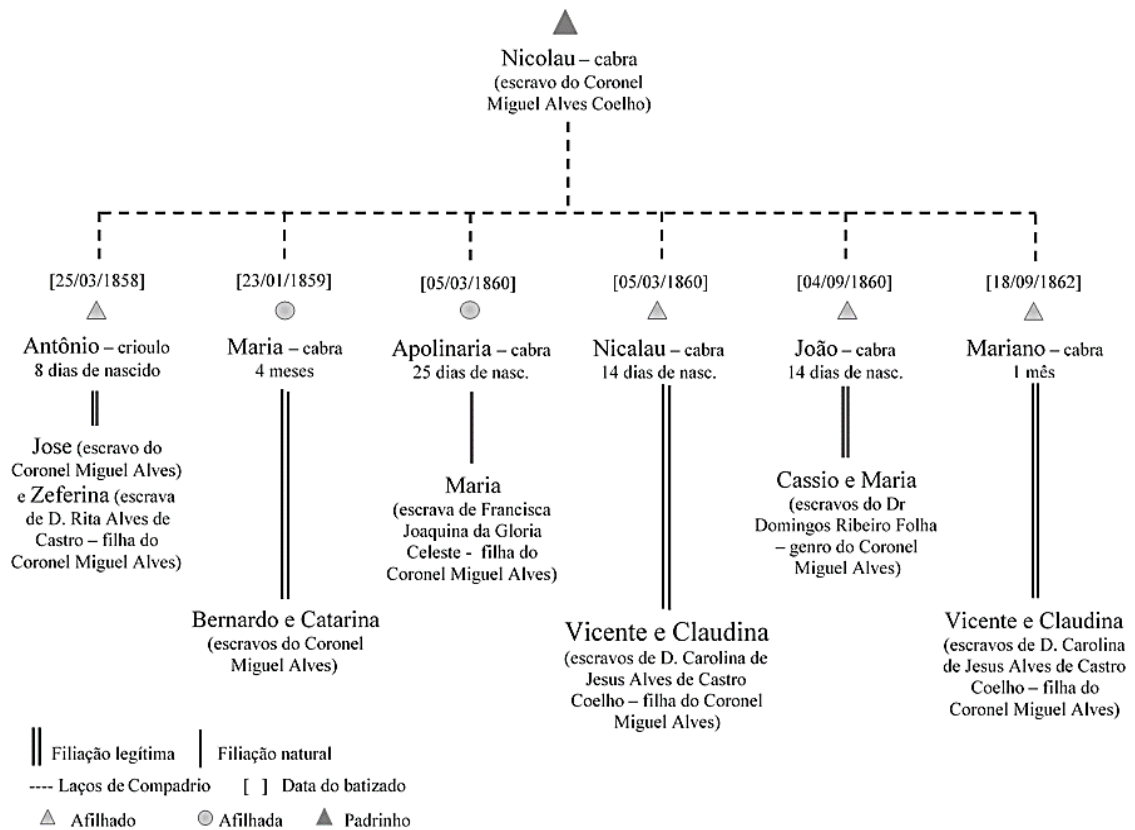 Nicolau – cabra
(escravo do Coronel
Miguel Alves Coelho)
[25/03/1858]
[23/01/1859]
[05/03/1860]
[05/03/1860]
[04/09/1860]
[18/09/1862]
Antônio – crioulo
8 dias de nascido
Maria – cabra
4 meses
Apolinaria – cabra
25 dias de nasc.
Nicalau – cabra
14 dias de nasc.
João – cabra
14 dias de nasc.
Mariano – cabra
1 mês
Jose (escravo do
Coronel Miguel Alves)
e Zeferina (escrava
de D. Rita Alves de
Castro – filha do
Coronel Miguel Alves)
Bernardo e Catarina
(escravos do Coronel
Miguel Alves)
Maria
(escrava de Francisca
Joaquina da Gloria
Celeste - filha do
Coronel Miguel Alves)
Vicente e Claudina
(escravos de D. Carolina de
Jesus Alves de Castro
Coelho – filha do Coronel
Miguel Alves)
Cassio e Maria
(escravos do Dr
Domingos Ribeiro Folha
– genro do Coronel
Miguel Alves)
Vicente e Claudina
(escravos de D. Carolina
de Jesus Alves de Castro
Coelho – filha do
Coronel Miguel Alves)
Filiação legítima
Filiação natural
---- Laços de Compadrio
[ ] Data do batizado
Afilhado
Afilhada
Padrinho